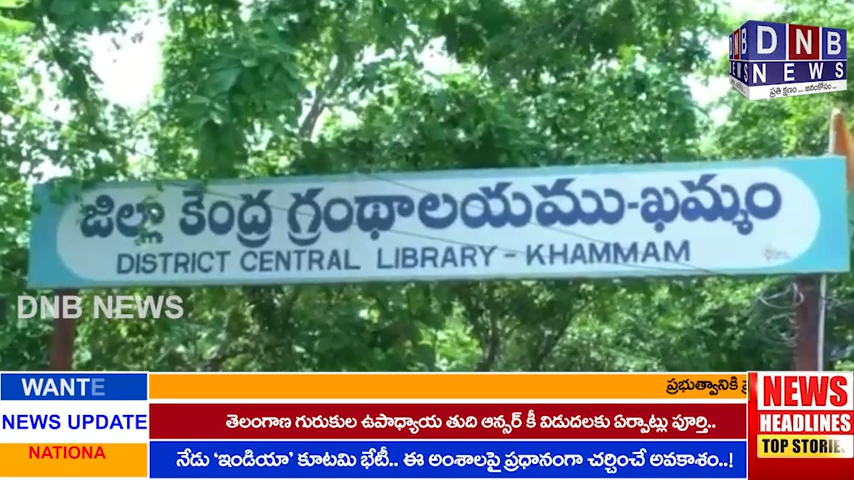 DNB
NEWS
ప్రతి క్షణం... జనంకోసం...
జిల్లా కేంద్ర గ్రంథాలయము-ఖమ్మం
DISTRICT CENTRAL LIBRARY - KHAMMAM
DNB NEWS
WANTE
ప్రభుత్వానికి
NEWS UPDATE
తెలంగాణ గురుకుల ఉపాధ్యాయ తుది ఆన్సర్ కీ విడుదలకు ఏర్పాట్లు పూర్తి..
NATIONA
నేడు ‘ఇండియా’ కూటమి భేటీ.. ఈ అంశాలపై ప్రధానంగా చర్చించే అవకాశం..!
NEWS
HEADLINES
TOP STORIES